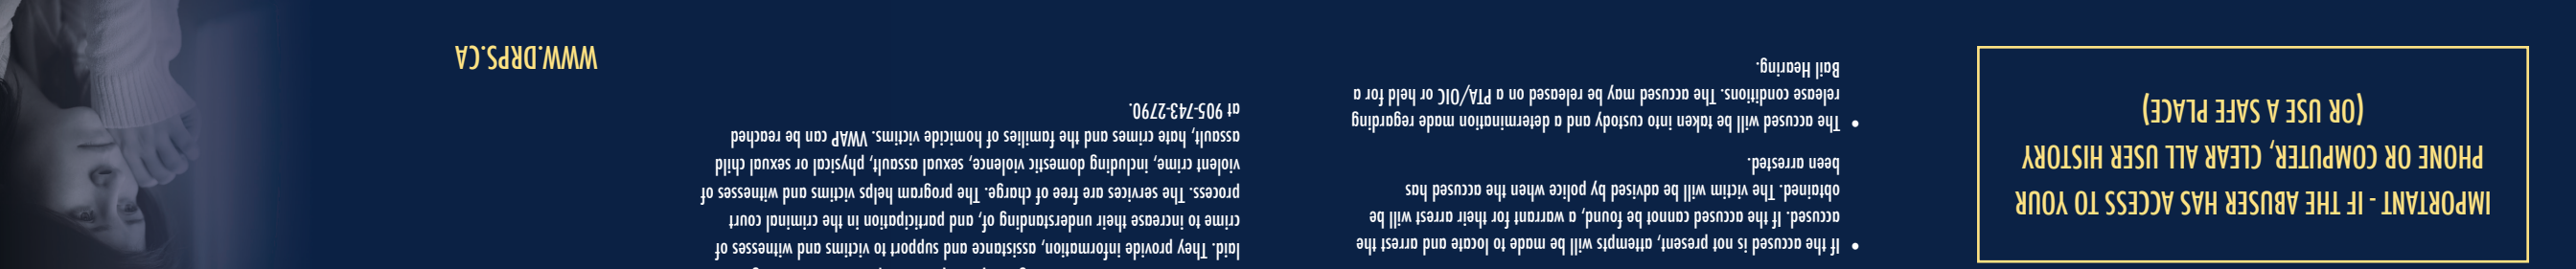 IMPORTANT - IF THE ABUSER HAS ACCESS TO YOUR
PHONE OR COMPUTER, CLEAR ALL USER HISTORY
(OR USE A SAFE PLACE)
• If the accused is not present, attempts will be made to locate and arrest the
accused. If the accused cannot be found, a warrant for their arrest will be
obtained. The victim will be advised by police when the accused has
been arrested.
• The accused will be taken into custody and a determination made regarding
release conditions. The accused may be released on a PTA/OIC or held for a
Bail Hearing.
laid. They provide information, assistance and support to victims and witnesses of
crime to increase their understanding of, and participation in the criminal court
process. The services are free of charge. The program helps victims and witnesses of
violent crime, including domestic violence, sexual assault, physical or sexual child
assault, hate crimes and the families of homicide victims. VWAP can be reached
at 905-743-2790.
WWW.DRPS.CA